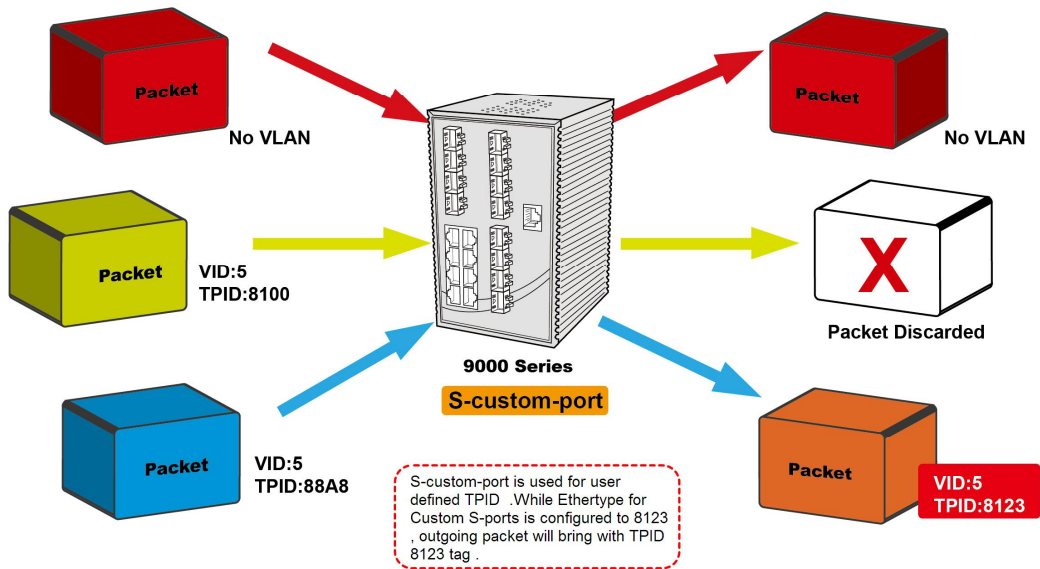 Packet
No VLAN
Packet
No VLAN
Packet
VID:5
TPID:8100
X
Packet Discarded
9000 Series
S-custom-port
Packet
VID:5
TPID:88A8
S-custom-port is used for user
defined TPID .While Ethertype for
Custom S-ports is configured to 8123
, outgoing packet will bring with TPID
8123 tag .
Packet
VID:5
TPID:8123